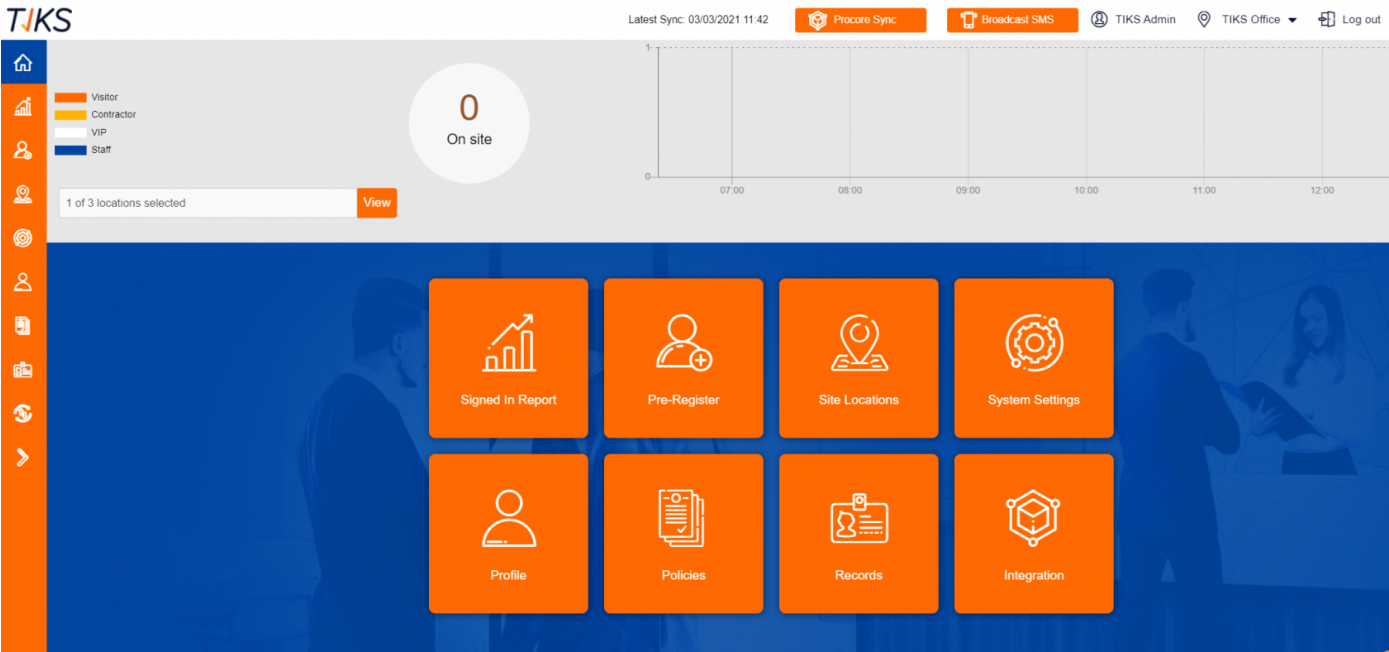 TIKS
Latest Sync: 03/03/2021 11:42
Procore Sync
Broadcast SMS
TIKS Admin
TIKS Office
Log out
Visitor
Contractor
VIP
Staff
1 of 3 locations selected
View
0
On site
1
0
07:00 08:00 09:00 10:00 11:00 12:00
Signed In Report
Pre-Register
Site Locations
System Settings
Profile
Policies
Records
Integration